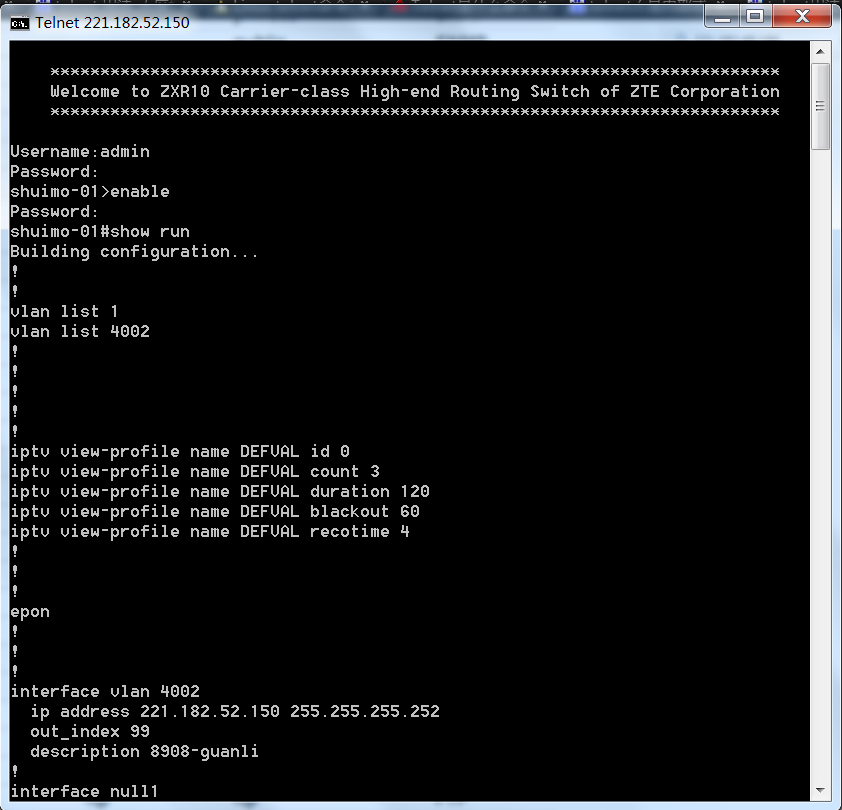 Telnet 221.182.52.150
*************************************************************************
Welcome to ZXR10 Carrier-class High-end Routing Switch of ZTE Corporation
*************************************************************************
Username:admin
Password:
shuimo-01>enable
Password:
shuimo-01#show run
Building configuration...
!
!
vlan list 1
vlan list 4002
!
!
!
!
!
iptv view-profile name DEFVAL id 0
iptv view-profile name DEFVAL count 3
iptv view-profile name DEFVAL duration 120
iptv view-profile name DEFVAL blackout 60
iptv view-profile name DEFVAL recotime 4
!
!
!
epon
!
!
!
interface vlan 4002
ip address 221.182.52.150 255.255.255.252
out_index 99
description 8908-guanli
!
interface null1